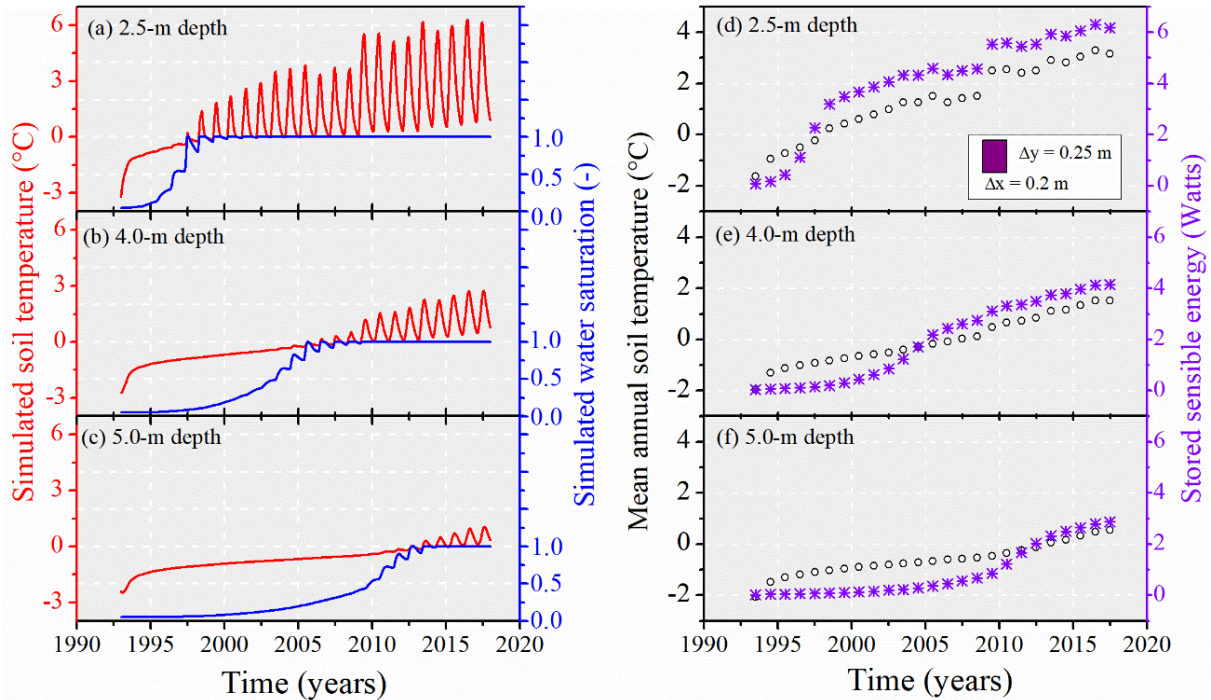 (a) 2.5-m depth
6
3
0
-3
1.0
0.5
0.0
(b) 4.0-m depth
6
3
0
-3
1.0
0.5
0.0
(c) 5.0-m depth
6
3
0
-3
1.0
0.5
0.0
1990 1995 2000 2005 2010 2015 2020
Time (years)
Simulated soil temperature (°C)
Simulated water saturation (-)
(d) 2.5-m depth
4
2
0
-2
6
4
2
0
Δy = 0.25 m
Δx = 0.2 m
(e) 4.0-m depth
4
2
0
-2
6
4
2
0
(f) 5.0-m depth
4
2
0
-2
6
4
2
0
1990 1995 2000 2005 2010 2015 2020
Time (years)
Mean annual soil temperature (°C)
Stored sensible energy (Watts)